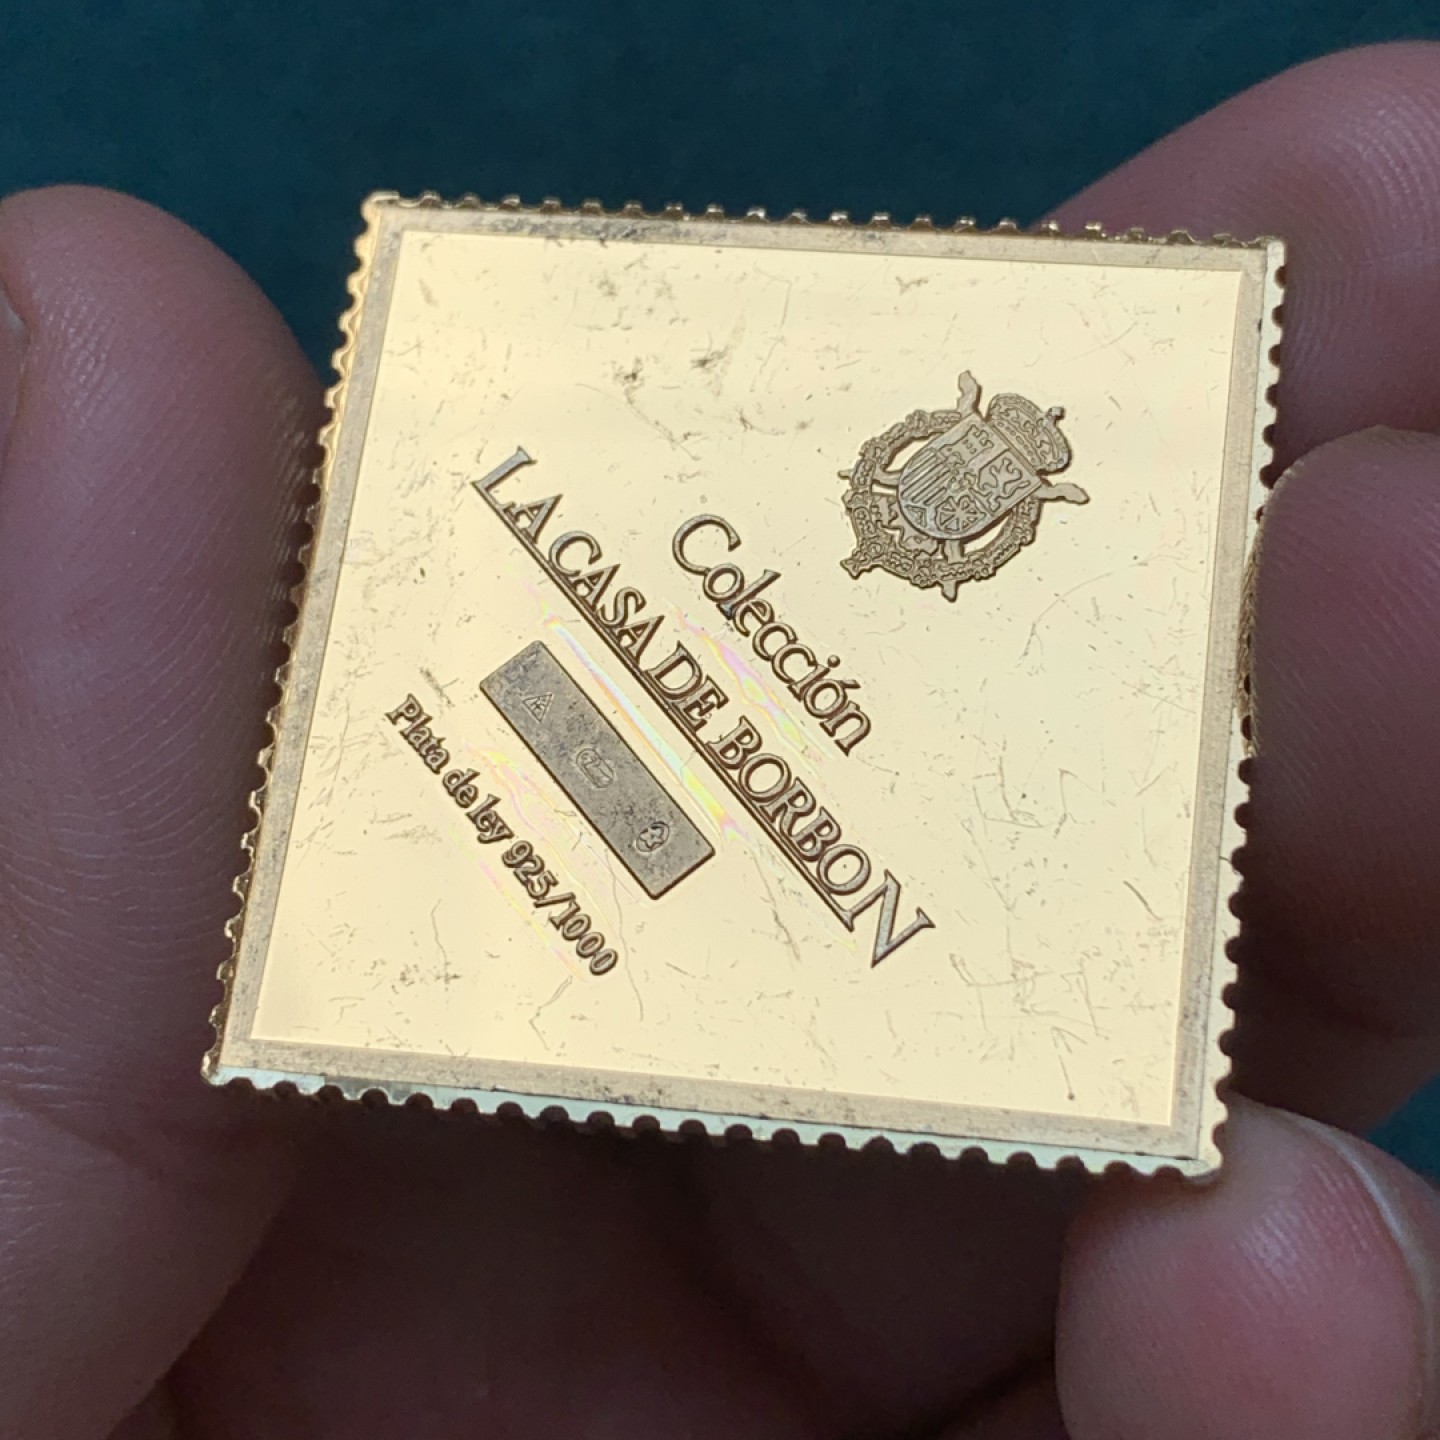 Colección
LA CASA DE BORBON
Plata de ley 925/1000